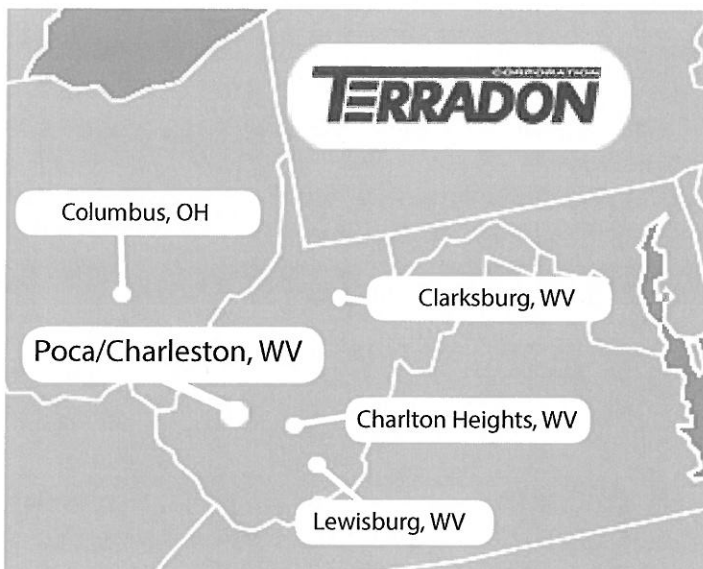 CORPORATION
TERRADON
Columbus, OH
Clarksburg, WV
Poca/Charleston, WV
Charlton Heights, WV
Lewisburg, WV